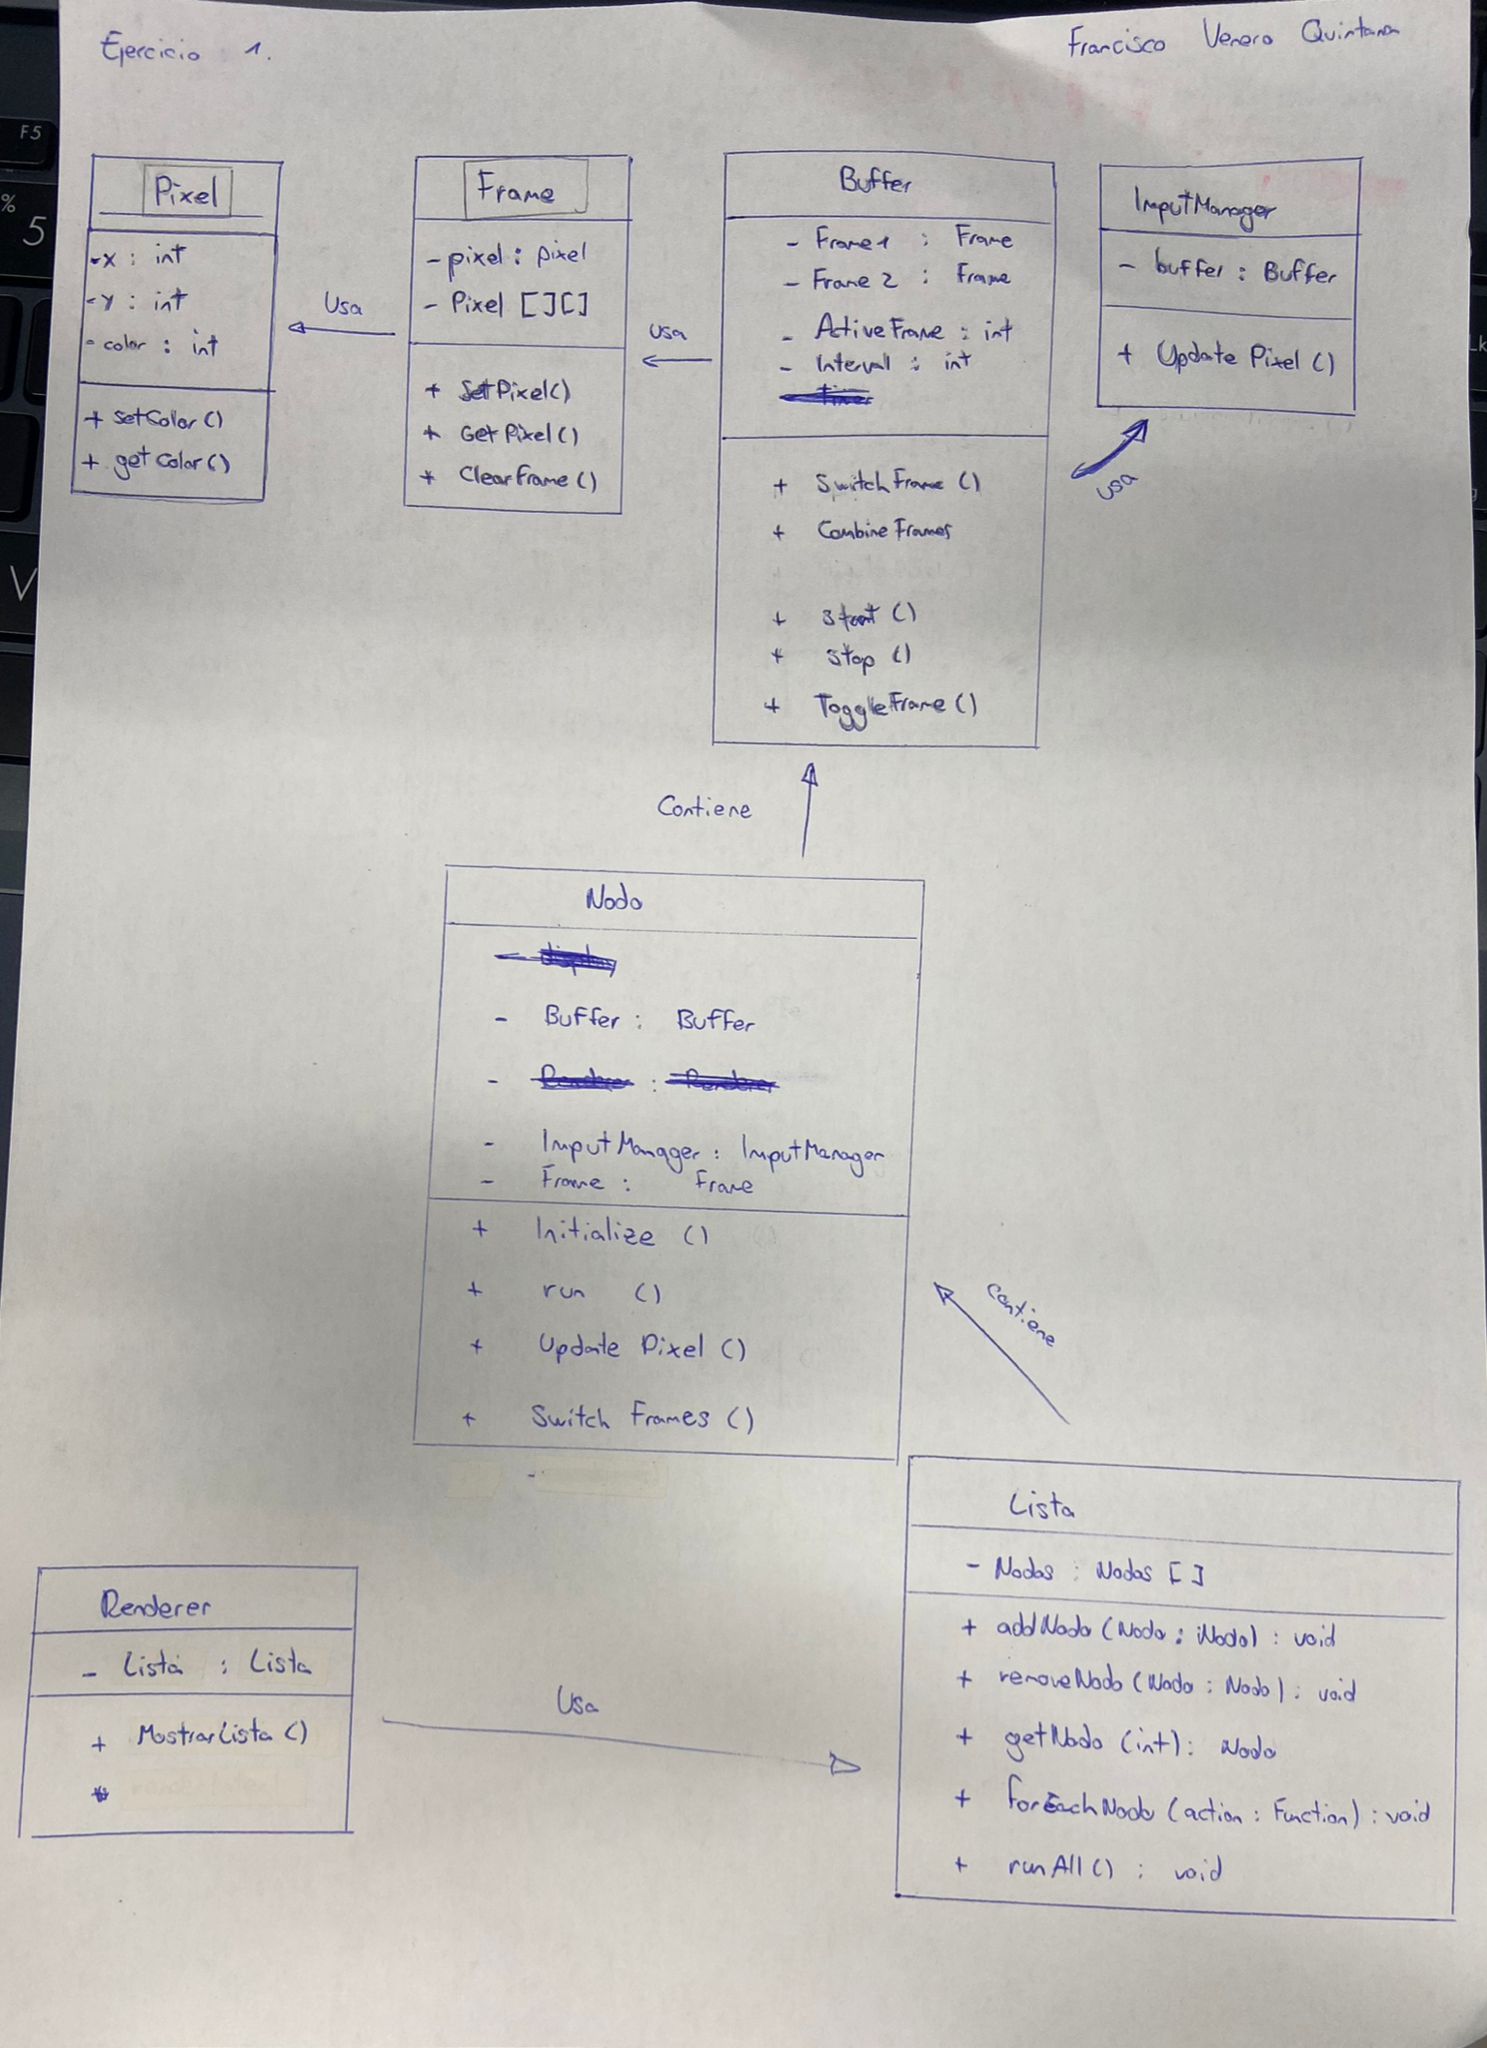 Ejercicio 1.
Francisco Venero Quintana
Pixel
- x : int
- y : int
- color : int
+ setColor ()
+ getColor ()
Usa
Frame
- pixel : pixel
- Pixel [][]
+ SetPixel()
+ GetPixel()
+ ClearFrame ()
Usa
Buffer
- Frame1 : Frame
- Frame 2 : Frame
- ActiveFrame : int
- Interval : int
+ SwitchFrame ()
+ CombineFrames
+ start ()
+ stop ()
+ ToggleFrame ()
InputManager
- buffer : Buffer
+ Update Pixel ()
Usa
Contiene
Nodo
- Buffer : Buffer
- InputManager : InputManager
- Frame : Frame
+ Initialize ()
+ run ()
+ Update Pixel ()
+ Switch Frames ()
Contiene
Lista
- Nodos : Nodos [ ]
+ addNodo (Nodo : Nodo) : void
+ removeNodo (Nodo : Nodo) : void
+ getNodo (int) : Nodo
+ forEachNodo (action : Function) : void
+ runAll () : void
Renderer
- Lista : Lista
+ MostrarLista ()
Usa
F5
%
5
V